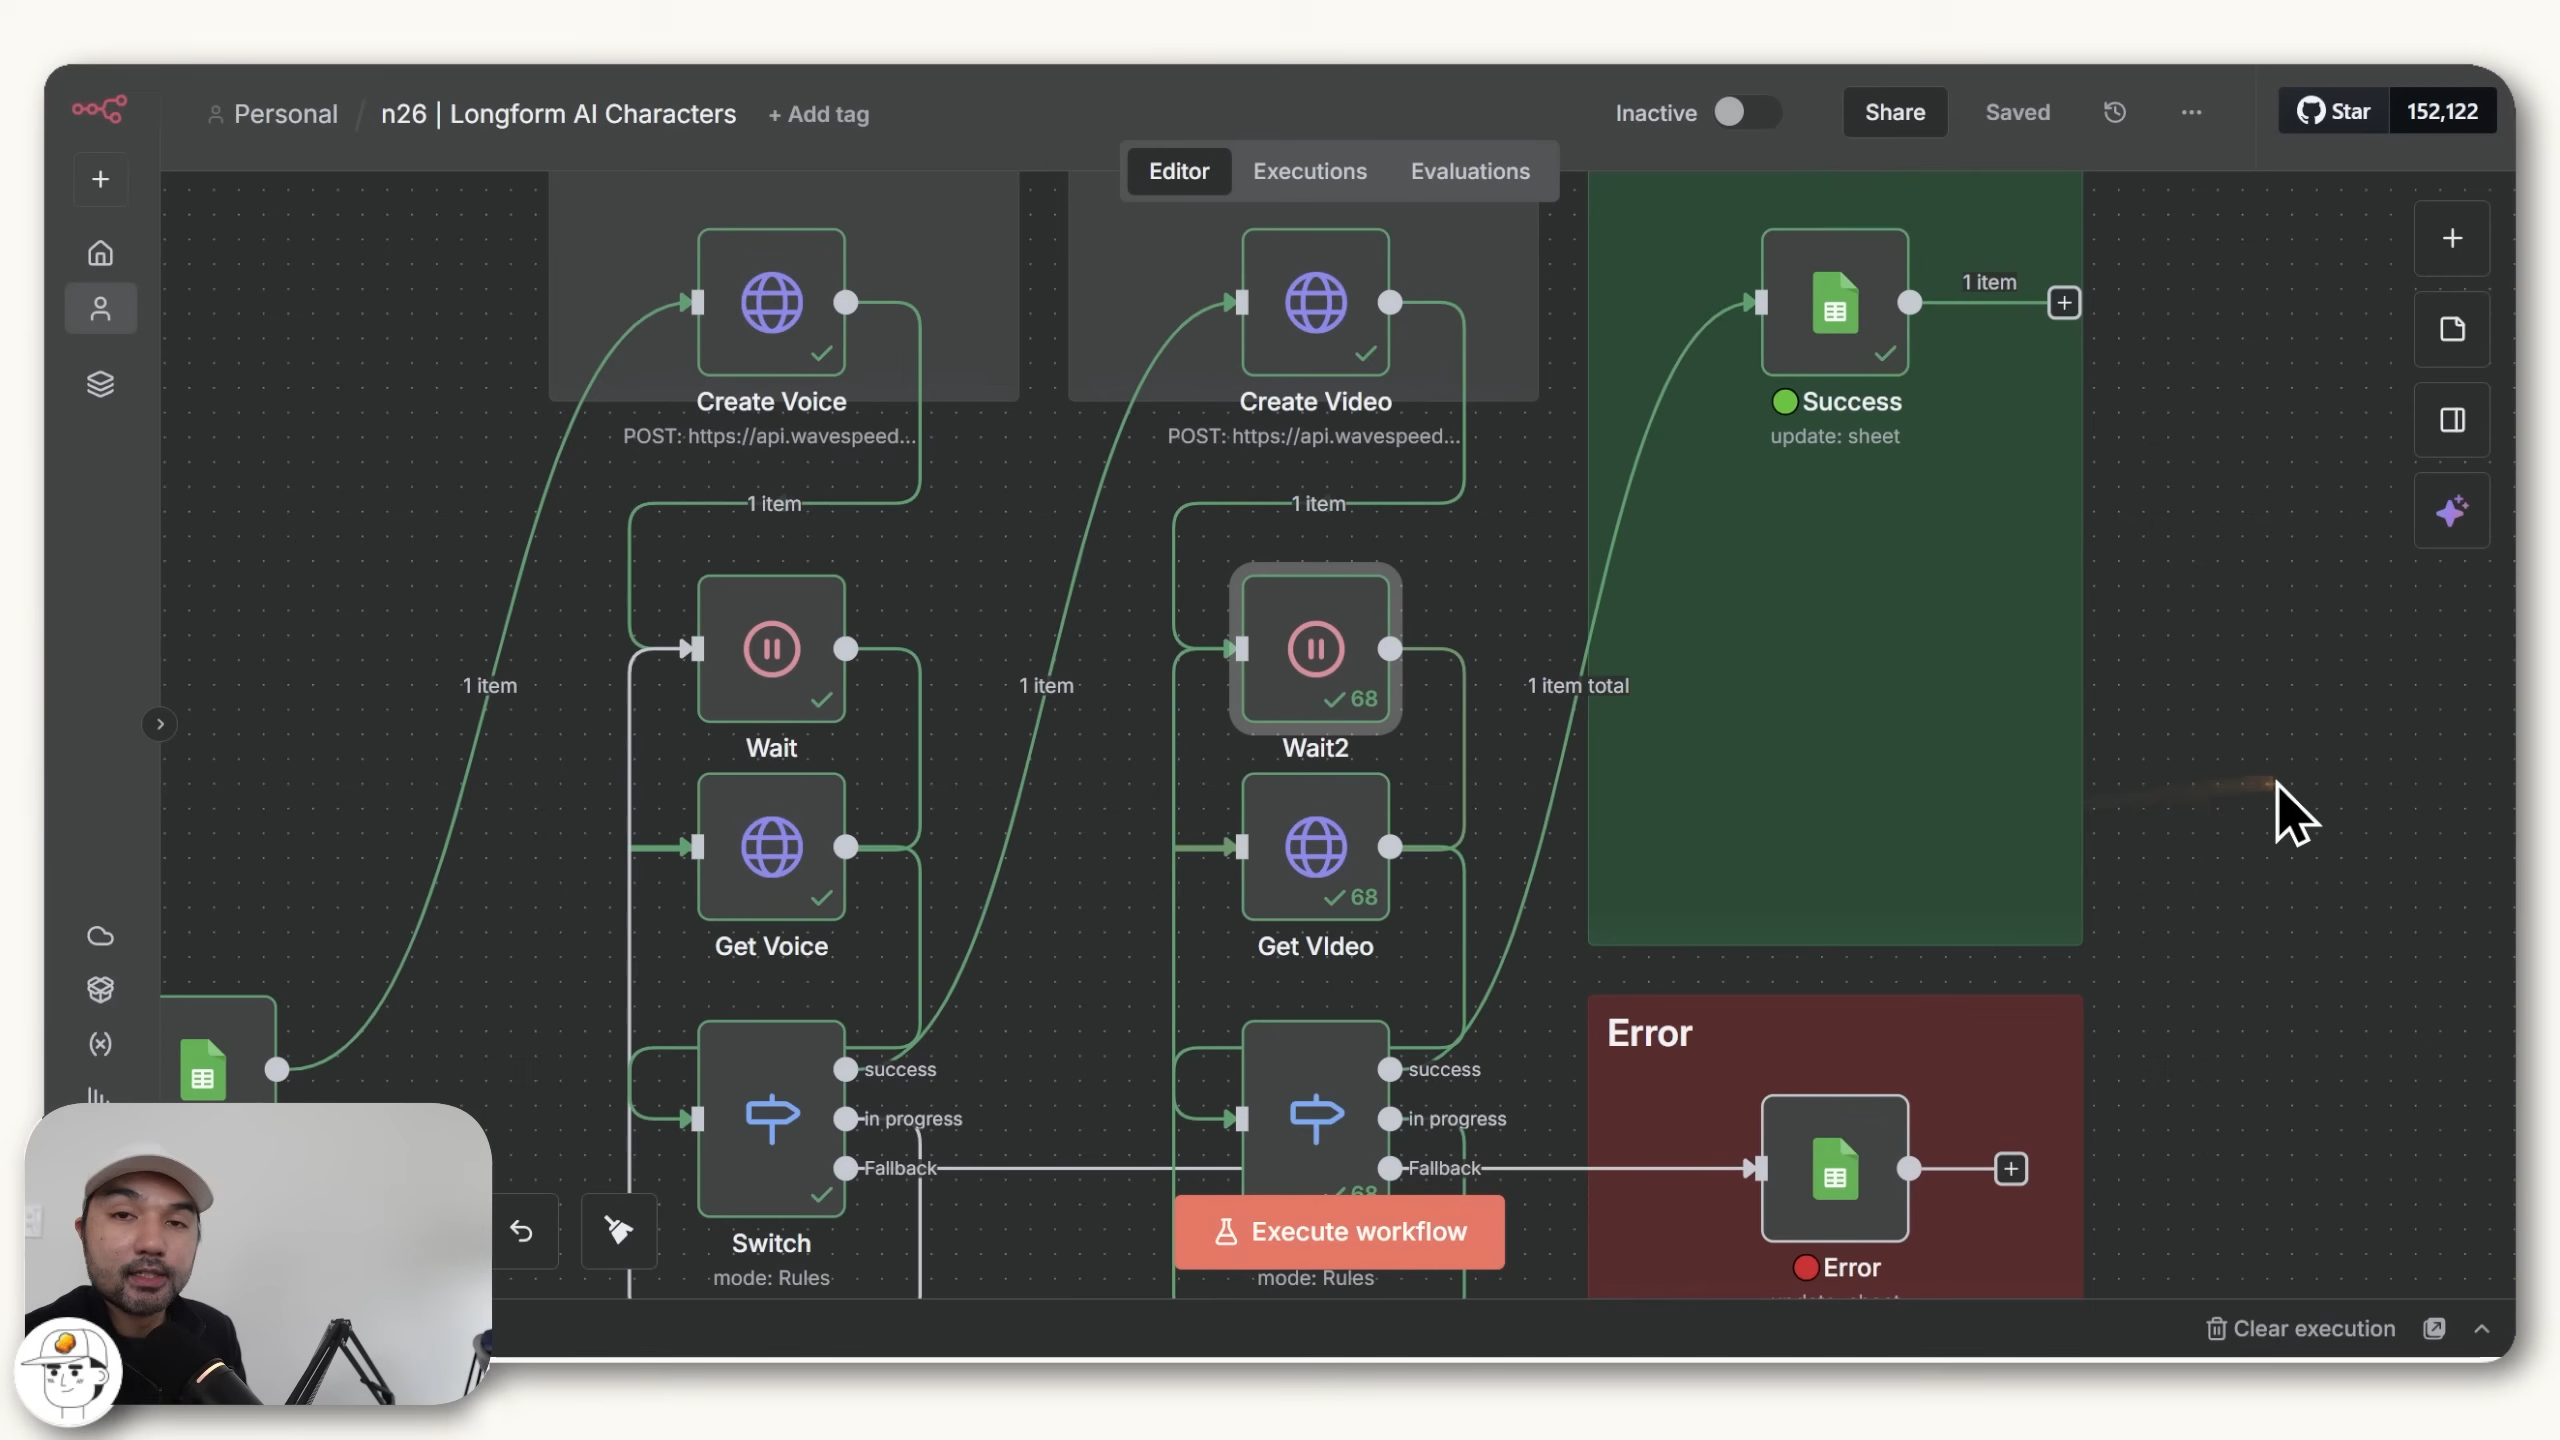 Personal / n26 | Longform AI Characters + Add tag
Inactive Share Saved ... Star 152,122
Editor Executions Evaluations
1 item
Create Voice
POST: https://api.wavespeed...
Create Video
POST: https://api.wavespeed...
Success
update: sheet
1 item
1 item
1 item
1 item
1 item total
68
Wait
Wait2
68
Get Voice
Get VIdeo
Error
success
success
in progress
in progress
Fallback
Fallback
68
Execute workflow
Switch
mode: Rules
mode: Rules
Error
update: sheet
Clear execution